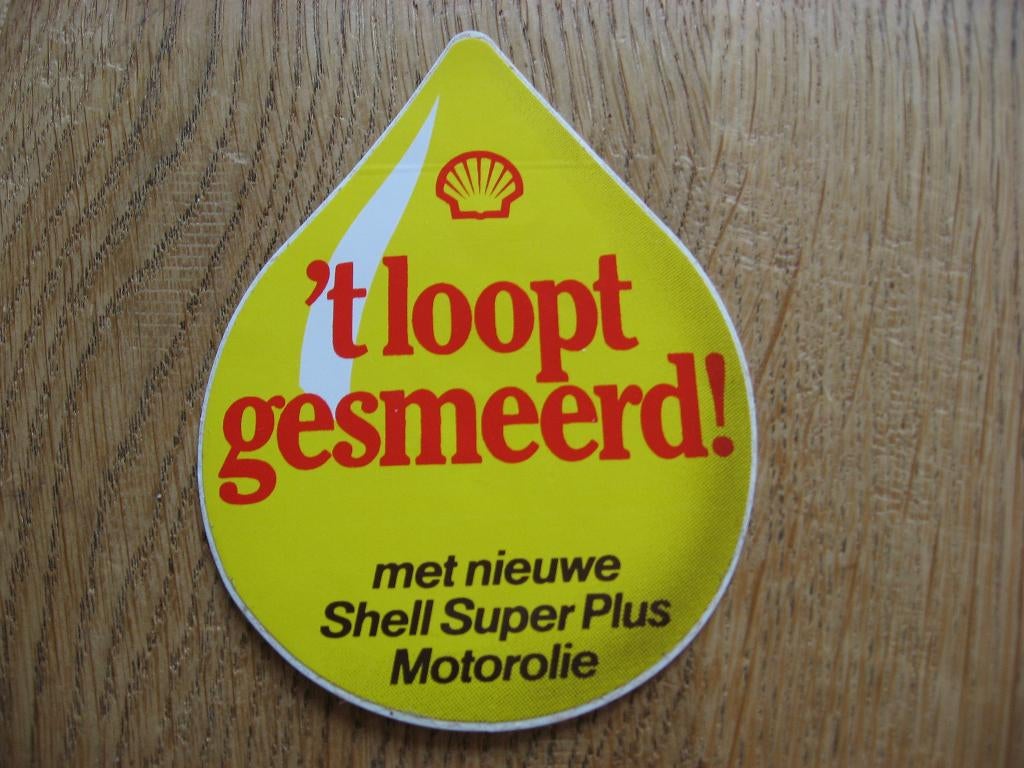 't loopt
gesmeerd!
met nieuwe
Shell Super Plus
Motorolie